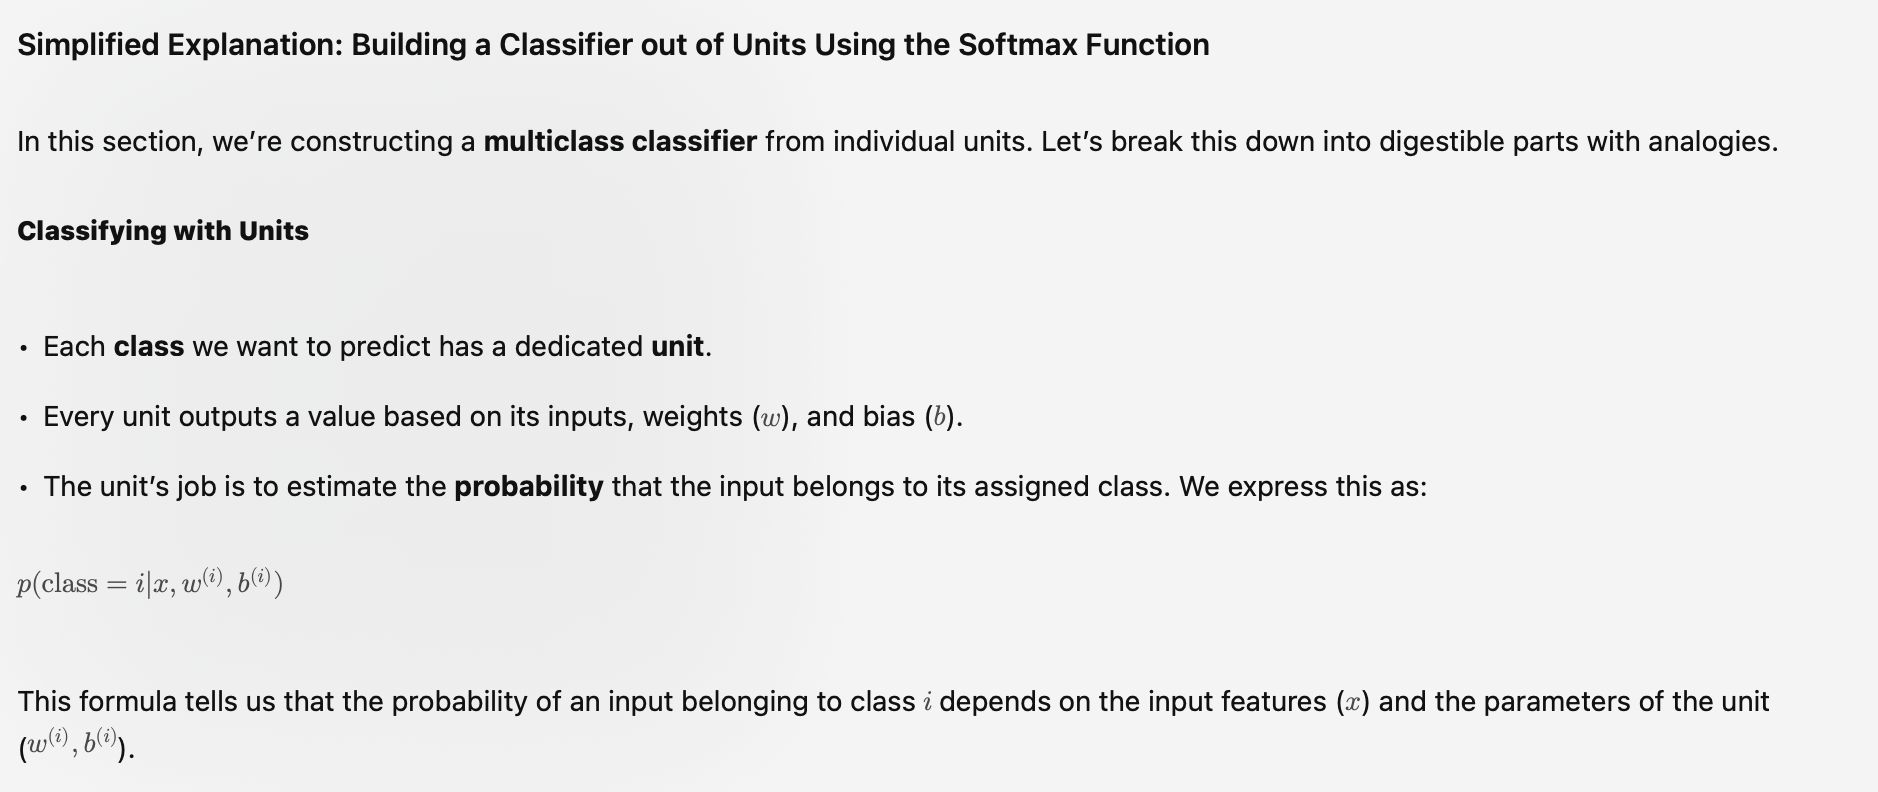 Simplified Explanation: Building a Classifier out of Units Using the Softmax Function
In this section, we're constructing a multiclass classifier from individual units. Let's break this down into digestible parts with analogies.
Classifying with Units
• Each class we want to predict has a dedicated unit.
• Every unit outputs a value based on its inputs, weights (w), and bias (b).
• The unit's job is to estimate the probability that the input belongs to its assigned class. We express this as:
p(class = i|x, w^{(i)}, b^{(i)})
This formula tells us that the probability of an input belonging to class i depends on the input features (x) and the parameters of the unit
(w^{(i)}, b^{(i)}).